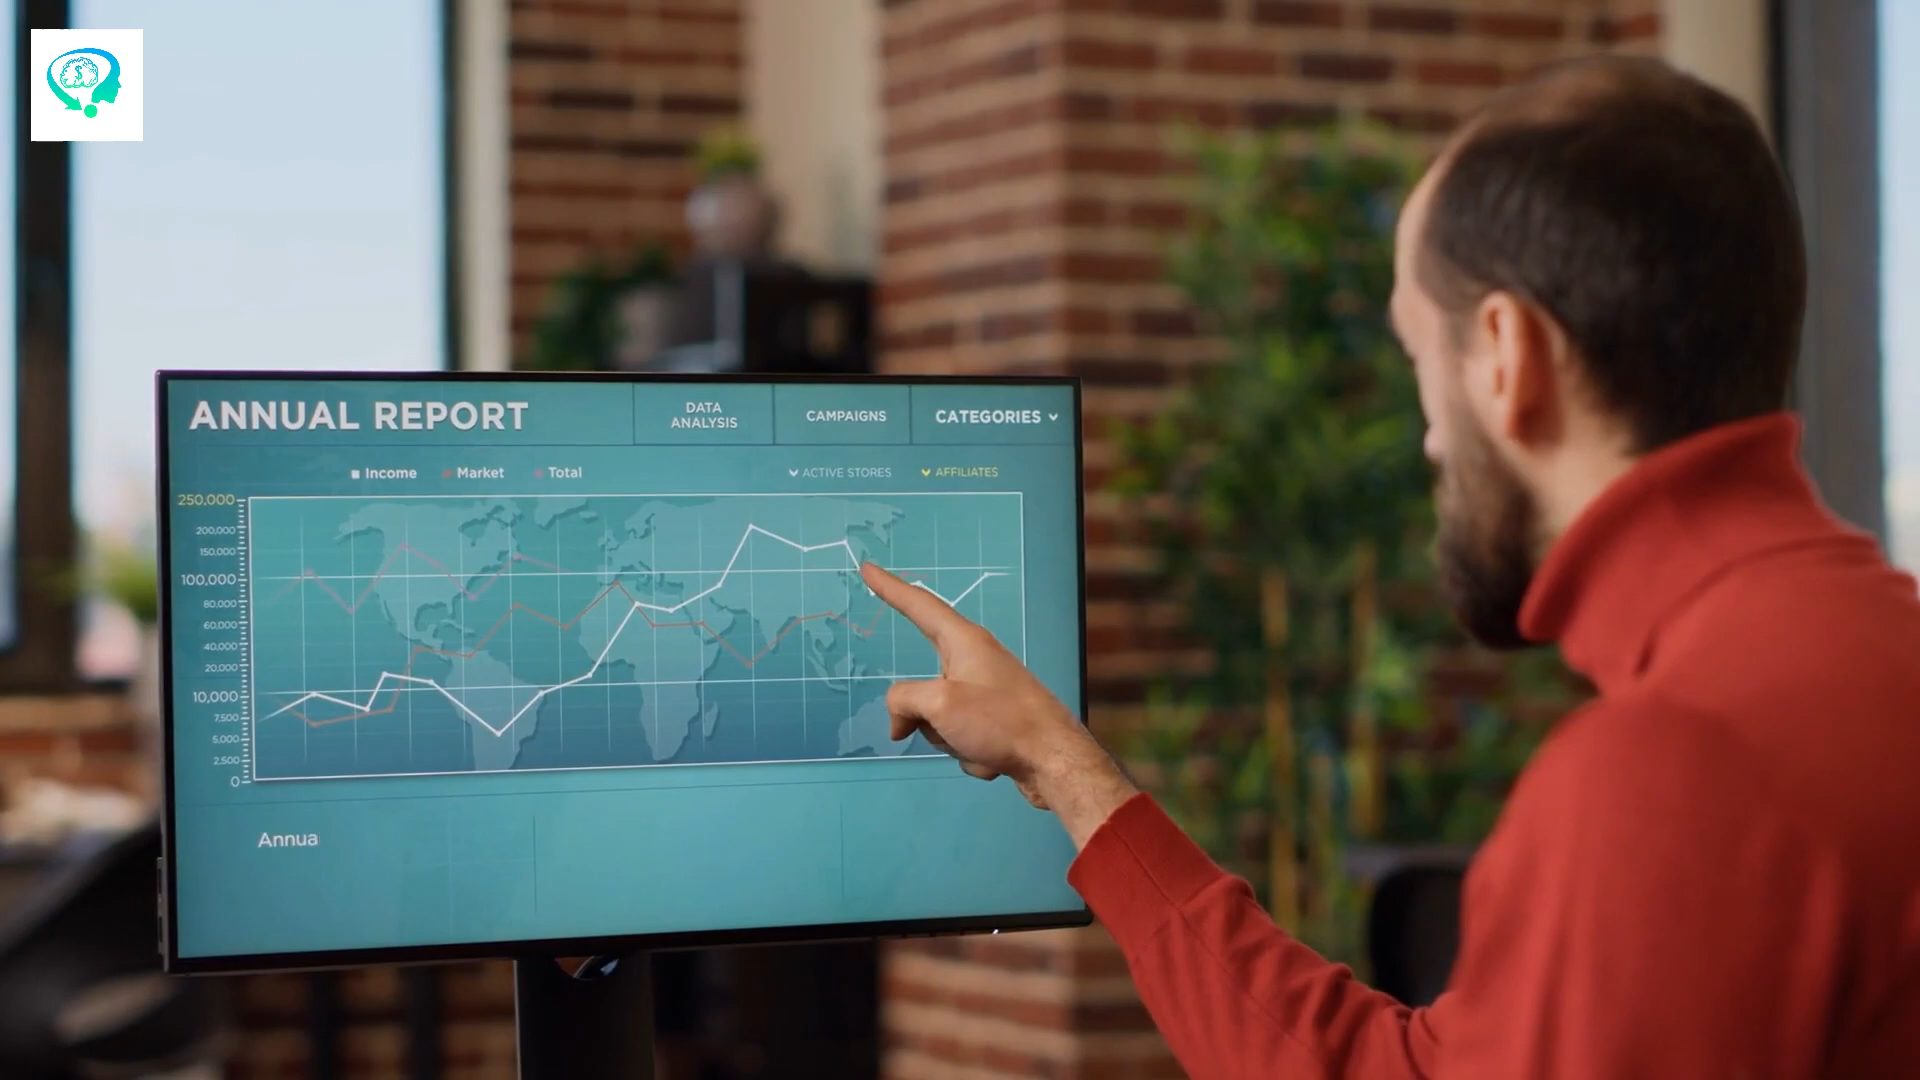 ANNUAL REPORT
DATA
ANALYSIS
CAMPAIGNS
CATEGORIES
Income Market Total
ACTIVE STORES
AFFILIATES
250,000
200,000
150,000
100,000
80,000
60,000
40,000
20,000
10,000
7,500
5,000
2,500
0
Annua